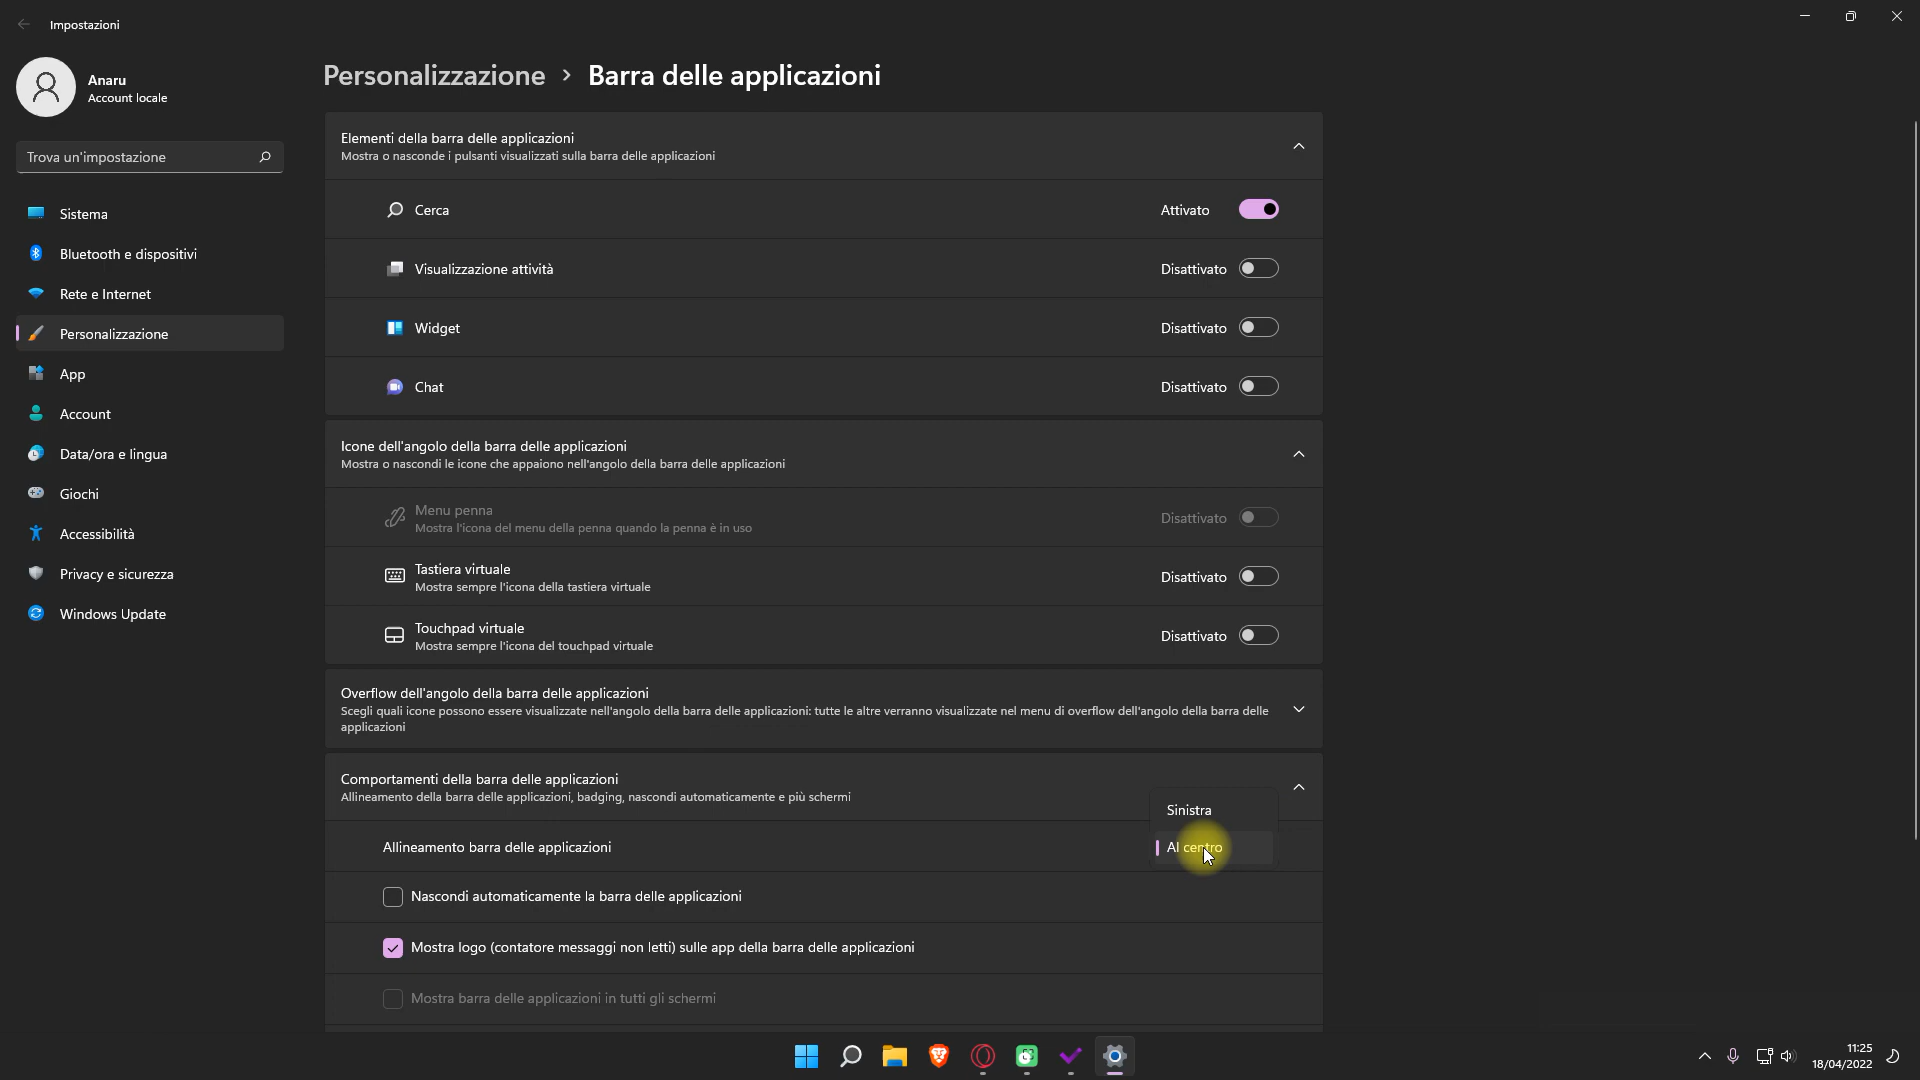 Impostazioni
Anaru
Account locale
Trova un'impostazione
Sistema
Bluetooth e dispositivi
Rete e Internet
Personalizzazione
App
Account
Data/ora e lingua
Giochi
Accessibilità
Privacy e sicurezza
Windows Update
Personalizzazione > Barra delle applicazioni
Elementi della barra delle applicazioni
Mostra o nasconde i pulsanti visualizzati sulla barra delle applicazioni
Cerca Attivato
Visualizzazione attività Disattivato
Widget Disattivato
Chat Disattivato
Icone dell'angolo della barra delle applicazioni
Mostra o nascondi le icone che appaiono nell'angolo della barra delle applicazioni
Menu penna
Mostra l'icona del menu della penna quando la penna è in uso
Disattivato
Tastiera virtuale
Mostra sempre l'icona della tastiera virtuale
Disattivato
Touchpad virtuale
Mostra sempre l'icona del touchpad virtuale
Disattivato
Overflow dell'angolo della barra delle applicazioni
Scegli quali icone possono essere visualizzate nell'angolo della barra delle applicazioni: tutte le altre verranno visualizzate nel menu di overflow dell'angolo della barra delle
applicazioni
Comportamenti della barra delle applicazioni
Allineamento della barra delle applicazioni, badging, nascondi automaticamente e più schermi
Sinistra
Allineamento barra delle applicazioni Al centro
Nascondi automaticamente la barra delle applicazioni
Mostra logo (contatore messaggi non letti) sulle app della barra delle applicazioni
Mostra barra delle applicazioni in tutti gli schermi
11:25
18/04/2022